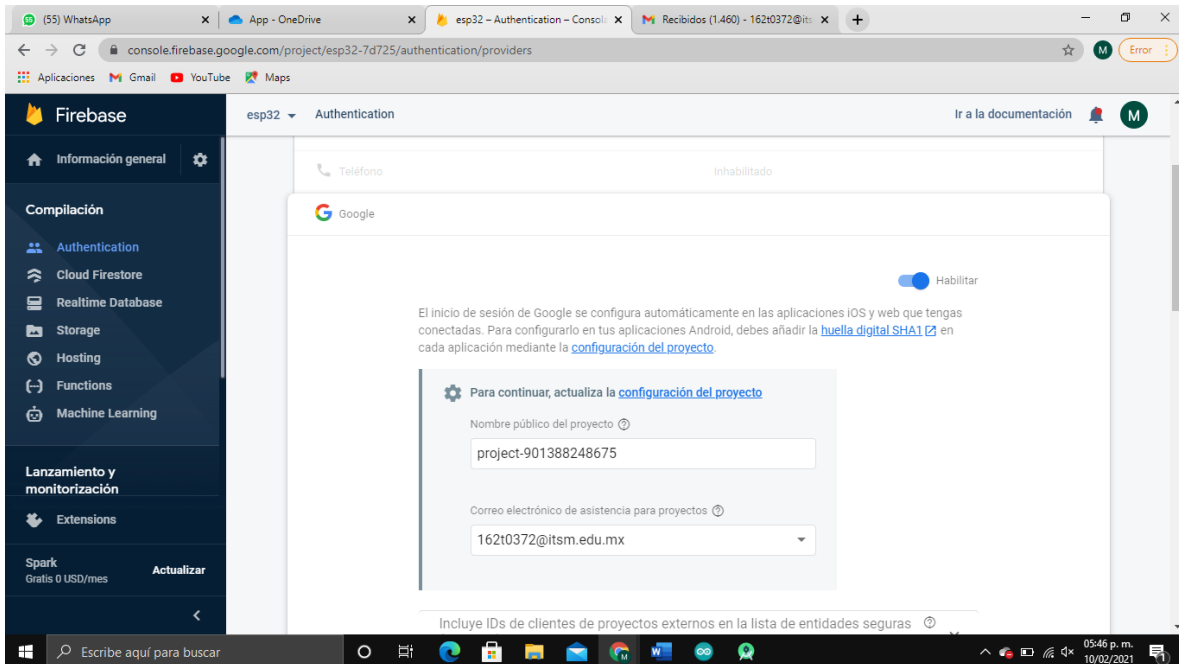 (55) WhatsApp
App - OneDrive
esp32 – Authentication – Consola
Recibidos (1.460) - 162t0372@its
console.firebase.google.com/project/esp32-7d725/authentication/providers
M
Error
Aplicaciones
Gmail
YouTube
Maps
Firebase
esp32
Authentication
Ir a la documentación
M
Información general
Teléfono
Inhabilitado
Compilación
Google
Authentication
Cloud Firestore
Realtime Database
Storage
Hosting
Functions
Machine Learning
Habilitar
El inicio de sesión de Google se configura automáticamente en las aplicaciones iOS y web que tengas
conectadas. Para configurarlo en tus aplicaciones Android, debes añadir la huella digital SHA1 en
cada aplicación mediante la configuración del proyecto.
Para continuar, actualiza la configuración del proyecto
Nombre público del proyecto
project-901388248675
Correo electrónico de asistencia para proyectos
162t0372@itsm.edu.mx
Lanzamiento y
monitorización
Extensions
Spark
Gratis 0 USD/mes
Actualizar
Incluye IDs de clientes de proyectos externos en la lista de entidades seguras
Escribe aquí para buscar
05:46 p. m.
10/02/2021